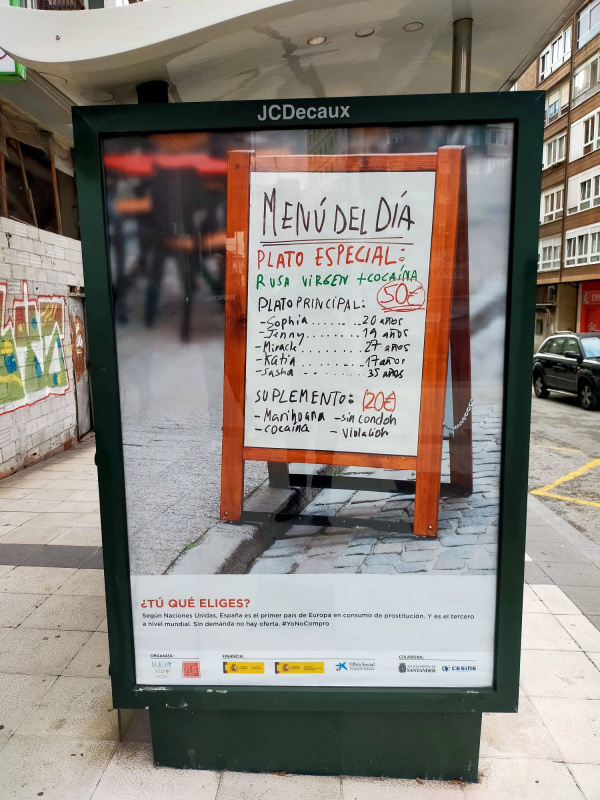 JCDecaux
MENÚ DEL DÍA
PLATO ESPECIAL:
RUSA VIRGEN + COCAÍNA
50€
PLATO PRINCIPAL:
- Sophia ....... 20 años
- Jenny ........ 19 años
- Miracle ........ 27 años
- Katia ........ 17 años
- Sasha ........ 35 años
SUPLEMENTO: 120€
- Marihuana - sin condón
- cocaína - violación
¿TÚ QUÉ ELIGES?
Según Naciones Unidas, España es el primer país de Europa en consumo de prostitución. Y es el tercero
a nivel mundial. Sin demanda no hay oferta. #YoNoCompro
ORGANIZA: FINANCIA: COLABORA:
Obra Social
SANTANDER
CESINE